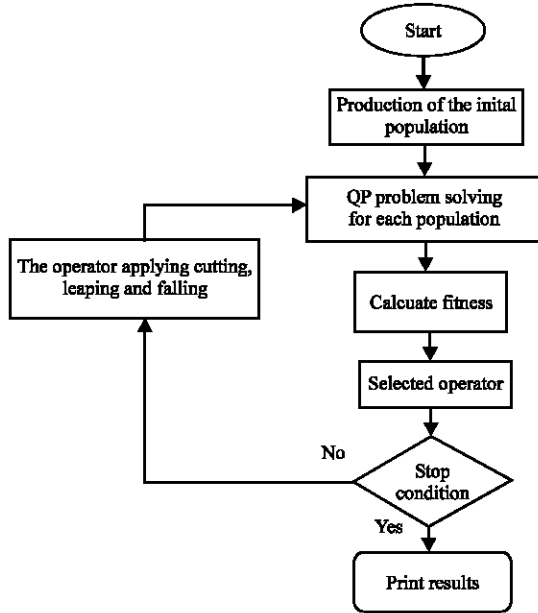 Start
Production of the inital
population
QP problem solving
for each population
The operator applying cutting,
leaping and falling
Calcuate fitness
Selected operator
No
Stop
condition
Yes
Print results